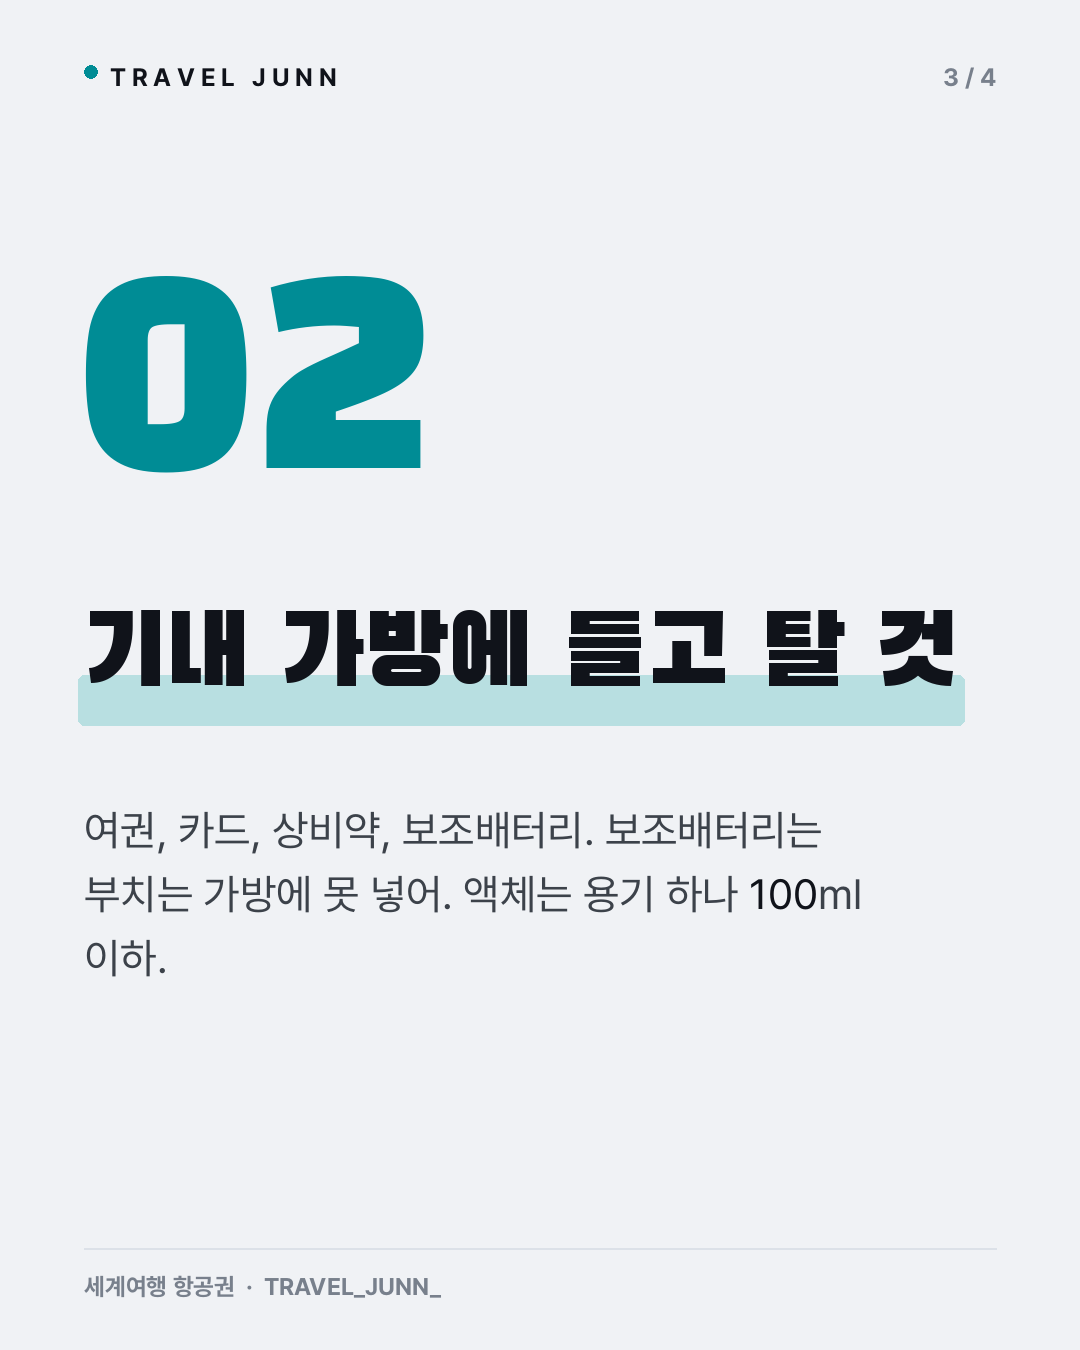 TRAVEL JUNN
3 / 4
02
기내 가방에 들고 탈 것
여권, 카드, 상비약, 보조배터리. 보조배터리는
부치는 가방에 못 넣어. 액체는 용기 하나 100ml
이하.
세계여행 항공권 · TRAVEL_JUNN_